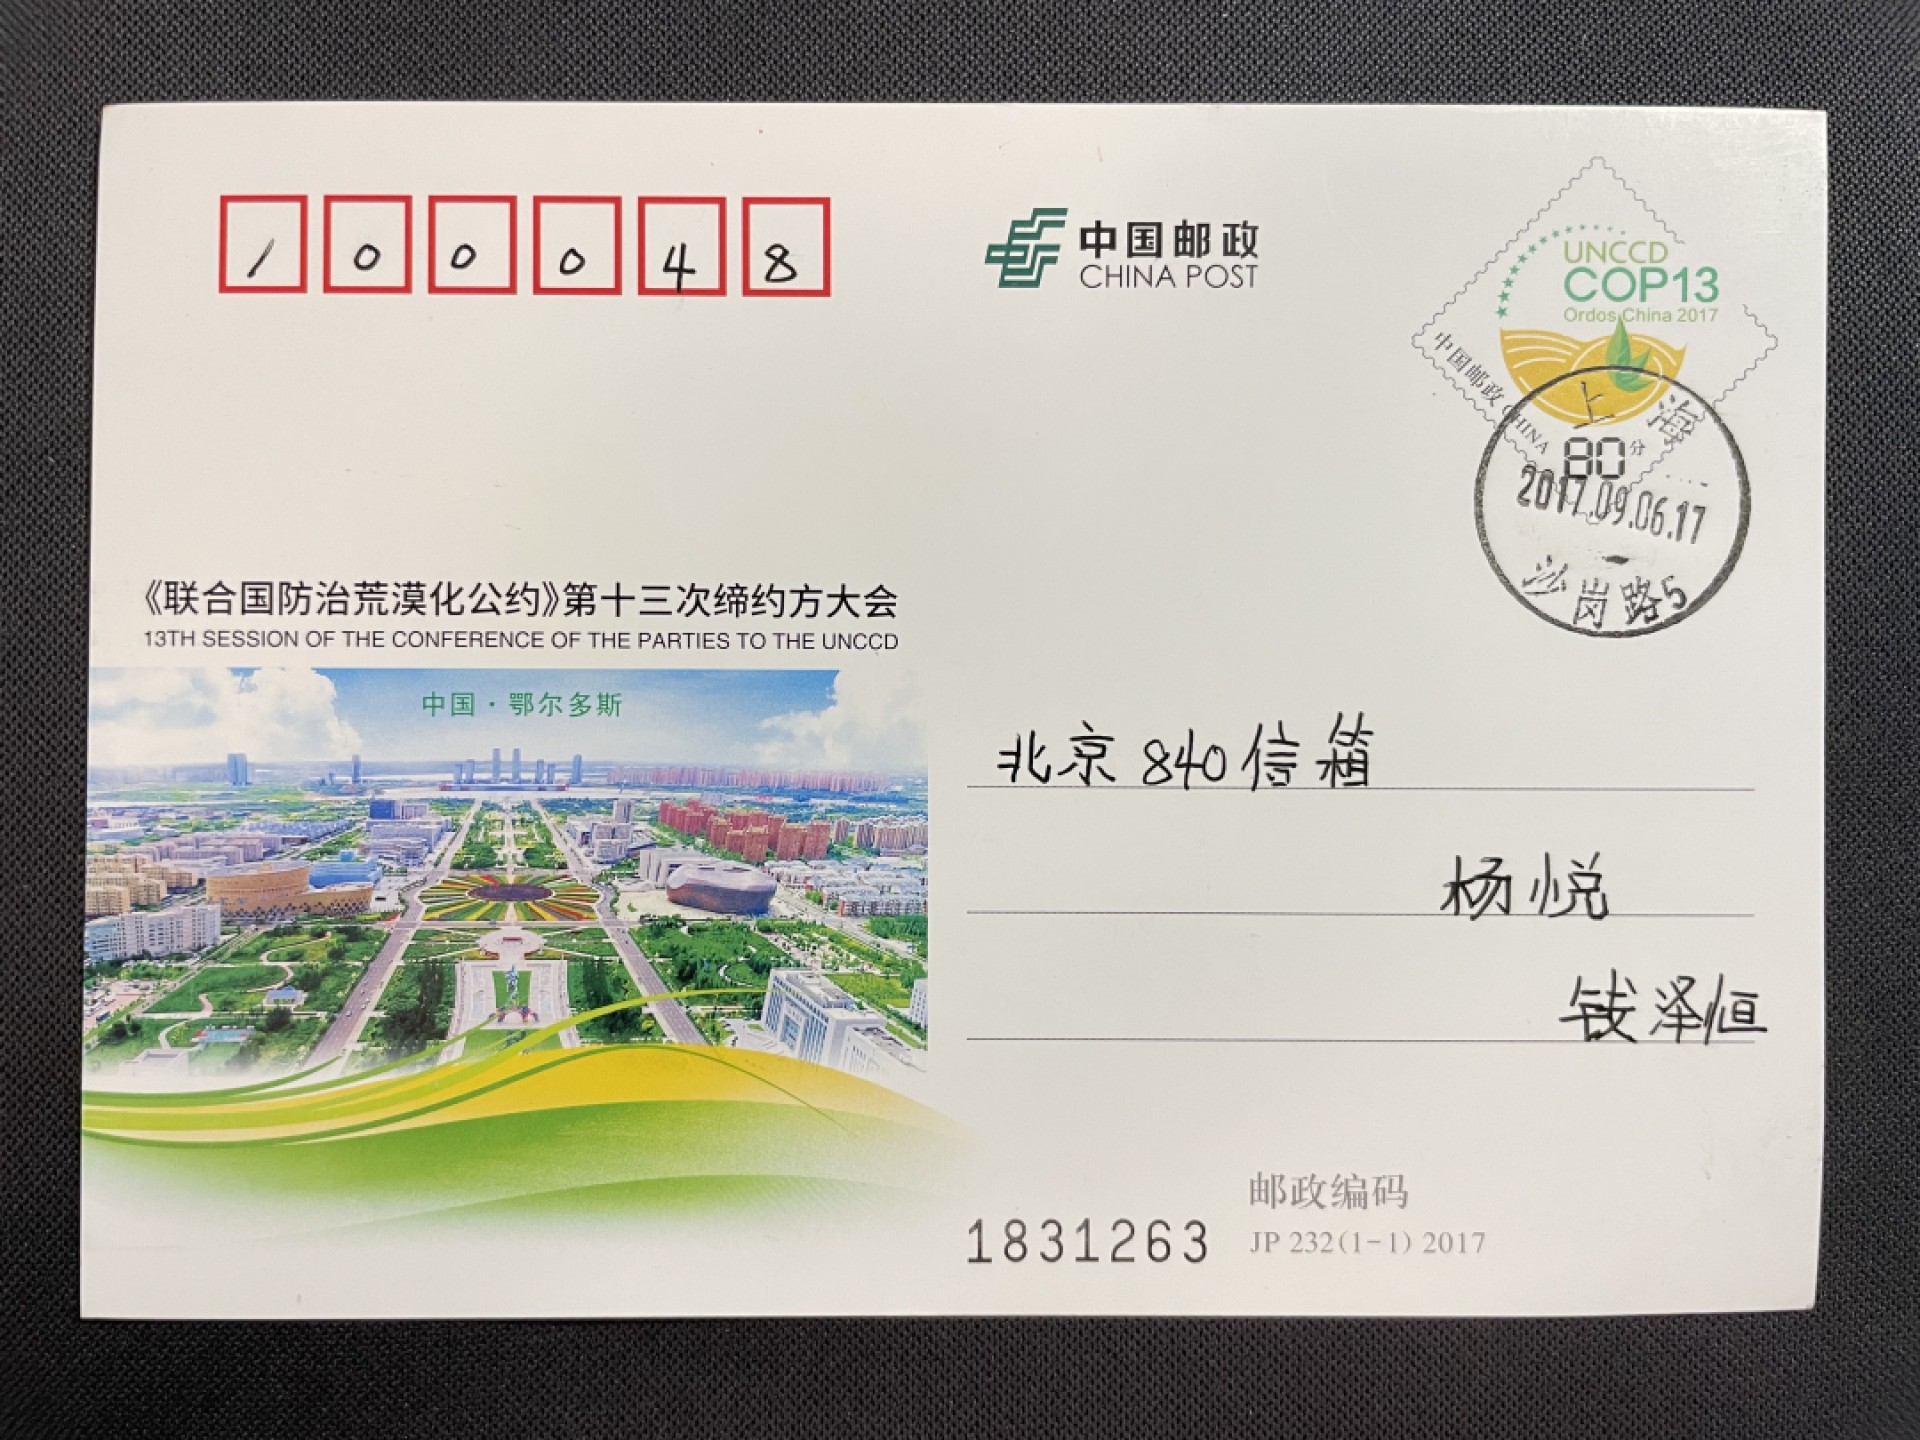 100048
中国邮政
CHINA POST
UNCCD
COP13
Ordos China 2017
中国邮政 CHINA
80分
上海
2017.09.06.17
沙岗路5
《联合国防治荒漠化公约》第十三次缔约方大会
13TH SESSION OF THE CONFERENCE OF THE PARTIES TO THE UNCCD
中国·鄂尔多斯
北京840信箱
杨悦
钱泽恒
邮政编码
1831263
JP 232(1-1) 2017